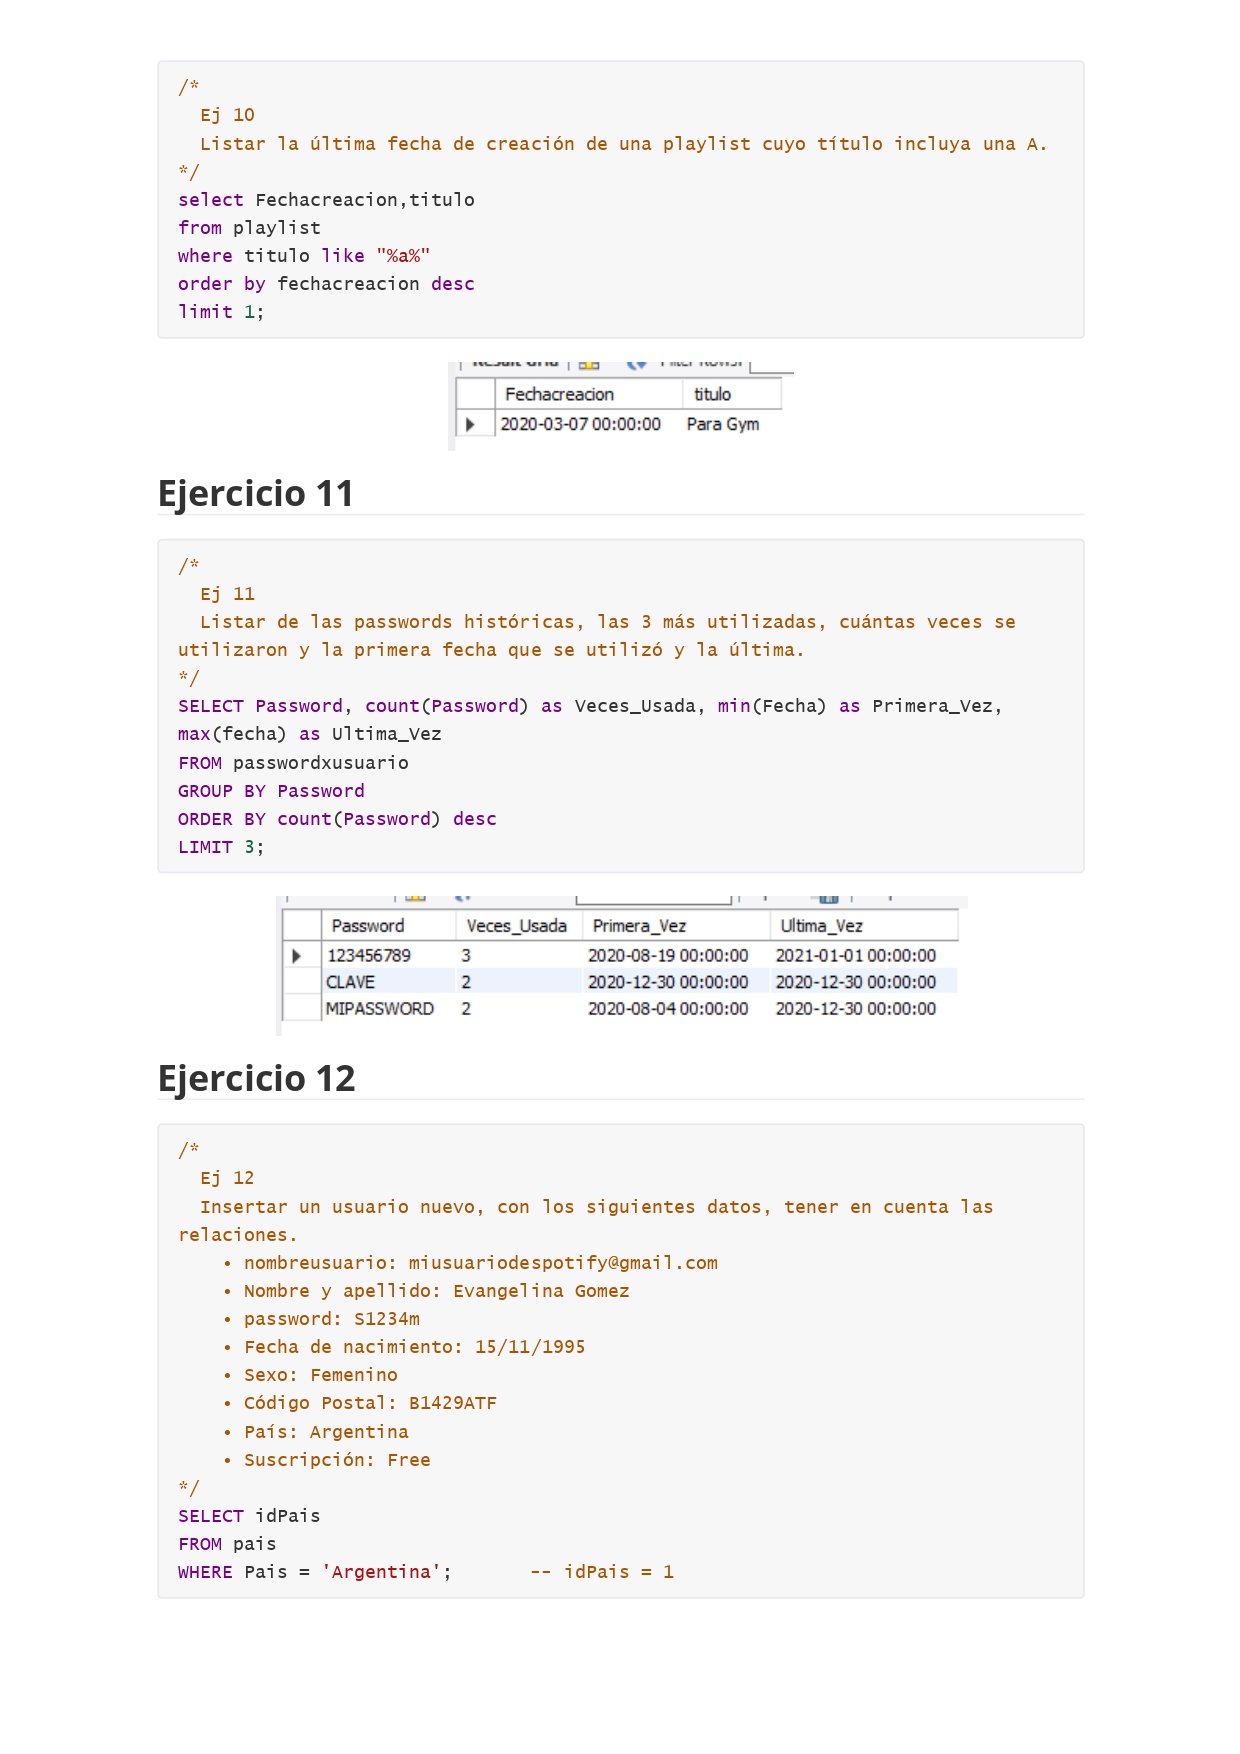 /*
  Ej 10
  Listar la última fecha de creación de una playlist cuyo título incluya una A.
*/
select Fechacreacion,titulo
from playlist
where titulo like "%a%"
order by fechacreacion desc
limit 1;
Fechacreacion titulo
2020-03-07 00:00:00 Para Gym
Ejercicio 11
/*
  Ej 11
  Listar de las passwords históricas, las 3 más utilizadas, cuántas veces se
utilizaron y la primera fecha que se utilizó y la última.
*/
SELECT Password, count(Password) as Veces_Usada, min(Fecha) as Primera_Vez,
max(fecha) as Ultima_Vez
FROM passwordxusuario
GROUP BY Password
ORDER BY count(Password) desc
LIMIT 3;
Password Veces_Usada Primera_Vez Ultima_Vez
123456789 3 2020-08-19 00:00:00 2021-01-01 00:00:00
CLAVE 2 2020-12-30 00:00:00 2020-12-30 00:00:00
MIPASSWORD 2 2020-08-04 00:00:00 2020-12-30 00:00:00
Ejercicio 12
/*
  Ej 12
  Insertar un usuario nuevo, con los siguientes datos, tener en cuenta las
relaciones.
    • nombreusuario: miusuariodespotify@gmail.com
    • Nombre y apellido: Evangelina Gomez
    • password: S1234m
    • Fecha de nacimiento: 15/11/1995
    • Sexo: Femenino
    • Código Postal: B1429ATF
    • País: Argentina
    • Suscripción: Free
*/
SELECT idPais
FROM pais
WHERE Pais = 'Argentina';       -- idPais = 1